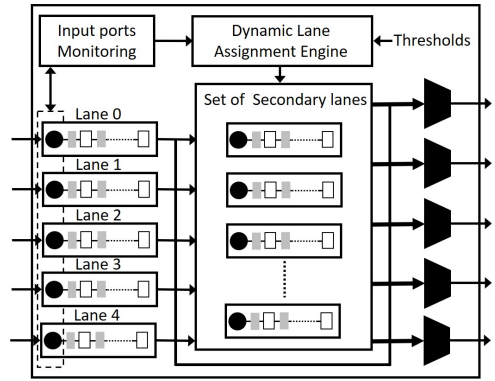 Input ports
Monitoring
Dynamic Lane
Assignment Engine
Thresholds
Set of Secondary lanes
Lane 0
Lane 1
Lane 2
Lane 3
Lane 4